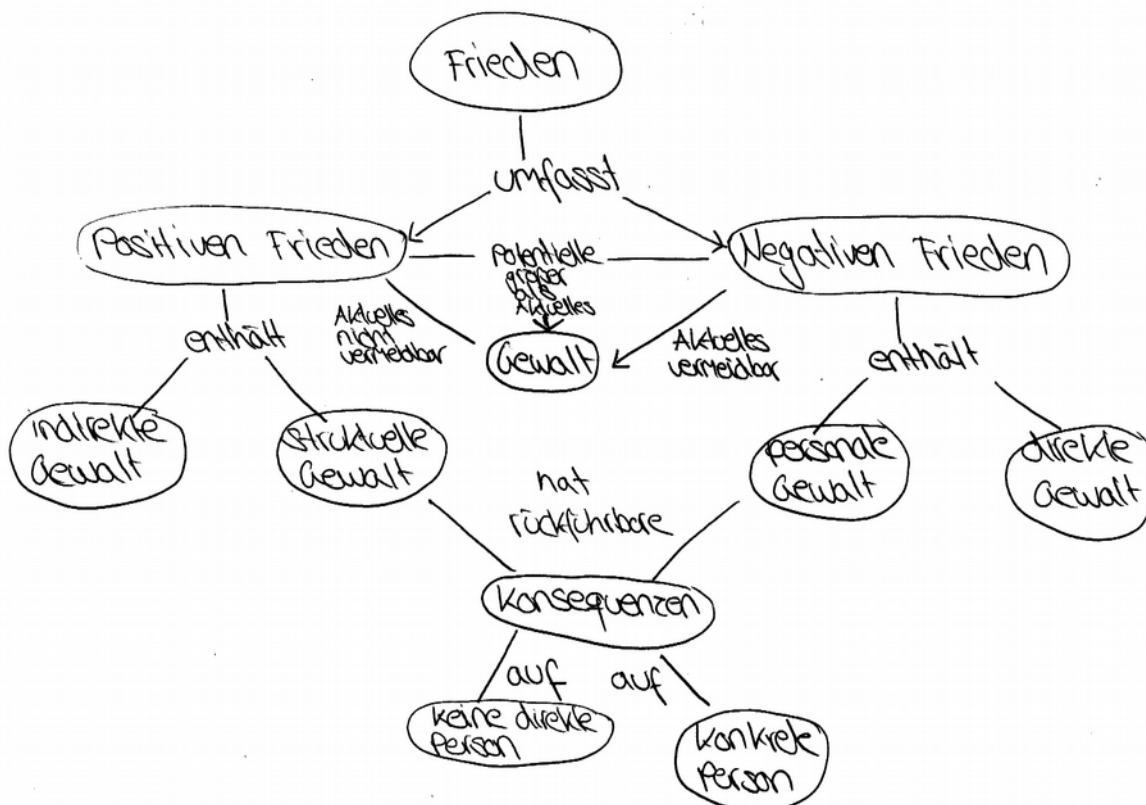 Frieden
umfasst
Positiven Frieden
Negativen Frieden
Potentielle
größer
als
Aktuelles
enthält
Aktuelles
nicht
vermeidbar
Gewalt
Aktuelles
vermeidbar
enthält
indirekte
Gewalt
struktuelle
Gewalt
personale
Gewalt
direkte
Gewalt
hat
rückführbare
Konsequenzen
auf
auf
keine direkte
Person
konkrete
Person